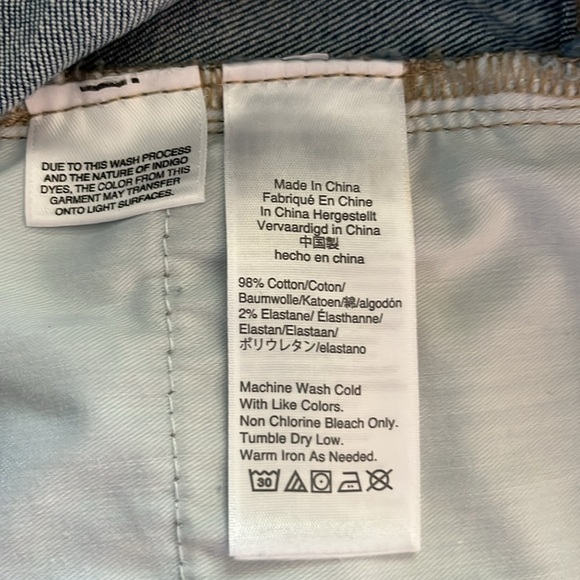 DUE TO THIS WASH PROCESS
AND THE NATURE OF INDIGO
DYES, THE COLOR FROM THIS
GARMENT MAY TRANSFER
ONTO LIGHT SURFACES.
Made In China
Fabriqué En Chine
In China Hergestellt
Vervaardigd in China
中国製
hecho en china
98% Cotton/Coton/
Baumwolle/Katoen/綿/algodón
2% Elastane/ Élasthanne/
Elastan/Elastaan/
ポリウレタン/elastano
Machine Wash Cold
With Like Colors.
Non Chlorine Bleach Only.
Tumble Dry Low.
Warm Iron As Needed.
30